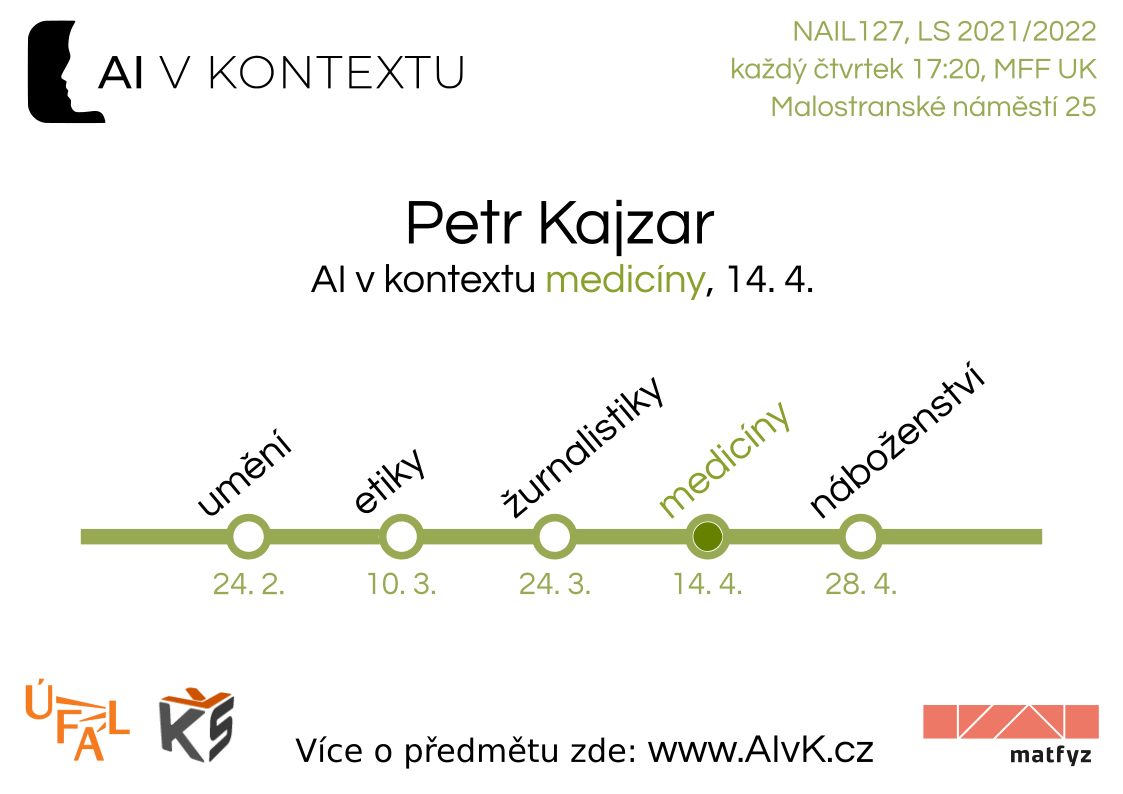 AI V KONTEXTU
NAIL127, LS 2021/2022
každý čtvrtek 17:20, MFF UK
Malostranské náměstí 25
Petr Kajzar
AI v kontextu medicíny, 14. 4.
umění
etiky
žurnalistiky
medicíny
náboženství
24. 2.
10. 3.
24. 3.
14. 4.
28. 4.
ÚFAL
KŠ
Více o předmětu zde: www.AIvK.cz
matfyz